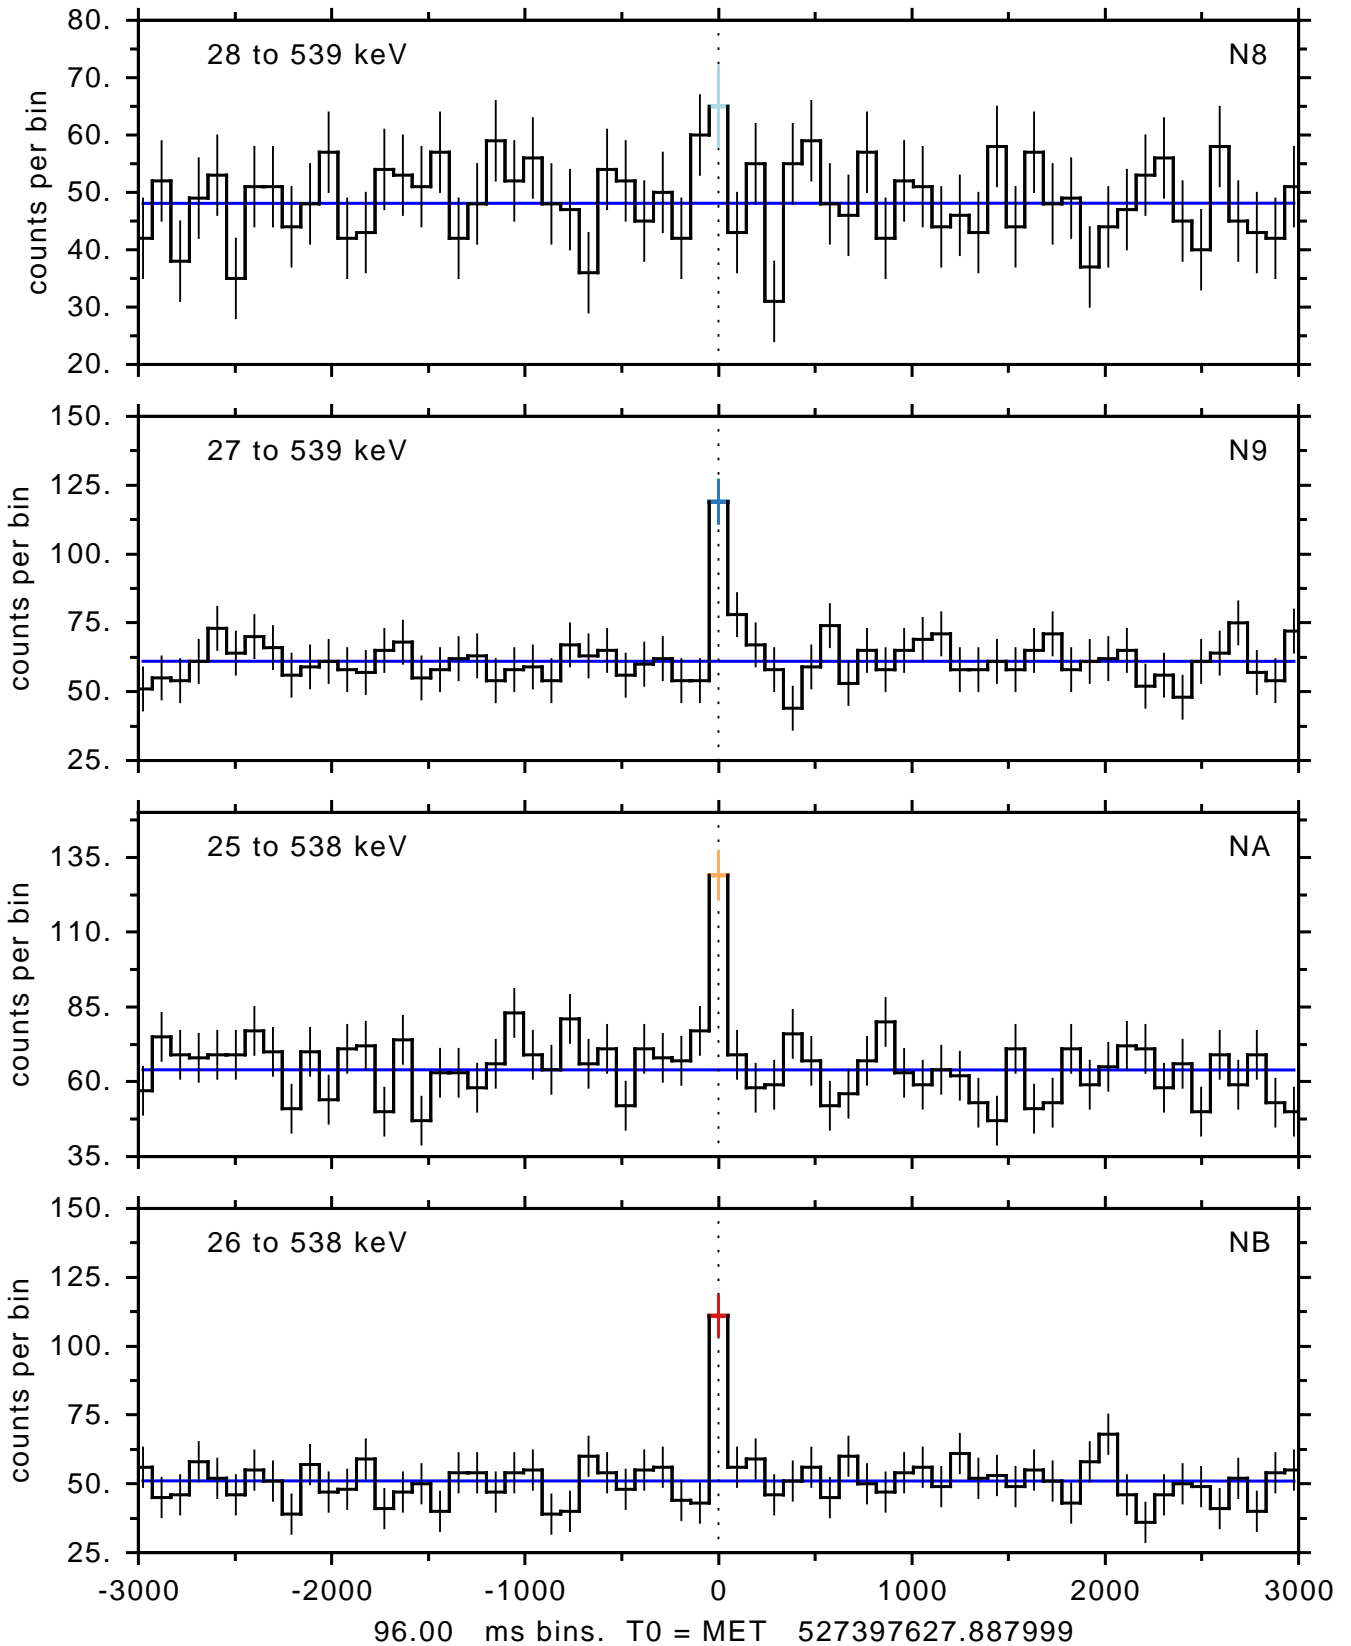 80.
70.
60.
50.
40.
30.
20.
counts per bin
28 to 539 keV
N8
150.
125.
100.
75.
50.
25.
counts per bin
27 to 539 keV
N9
135.
110.
85.
60.
35.
counts per bin
25 to 538 keV
NA
150.
125.
100.
75.
50.
25.
counts per bin
26 to 538 keV
NB
-3000 -2000 -1000 0 1000 2000 3000
96.00 ms bins. T0 = MET 527397627.887999